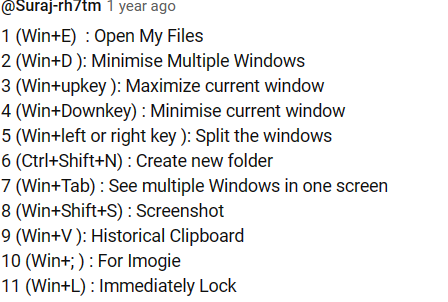 @Suraj-rh7tm 1 year ago
1 (Win+E)  : Open My Files
2 (Win+D ): Minimise Multiple Windows
3 (Win+upkey ): Maximize current window
4 (Win+Downkey) : Minimise current window
5 (Win+left or right key ): Split the windows
6 (Ctrl+Shift+N) : Create new folder
7 (Win+Tab) : See multiple Windows in one screen
8 (Win+Shift+S) : Screenshot
9 (Win+V ): Historical Clipboard
10 (Win+; ) : For Imogie
11 (Win+L) : Immediately Lock